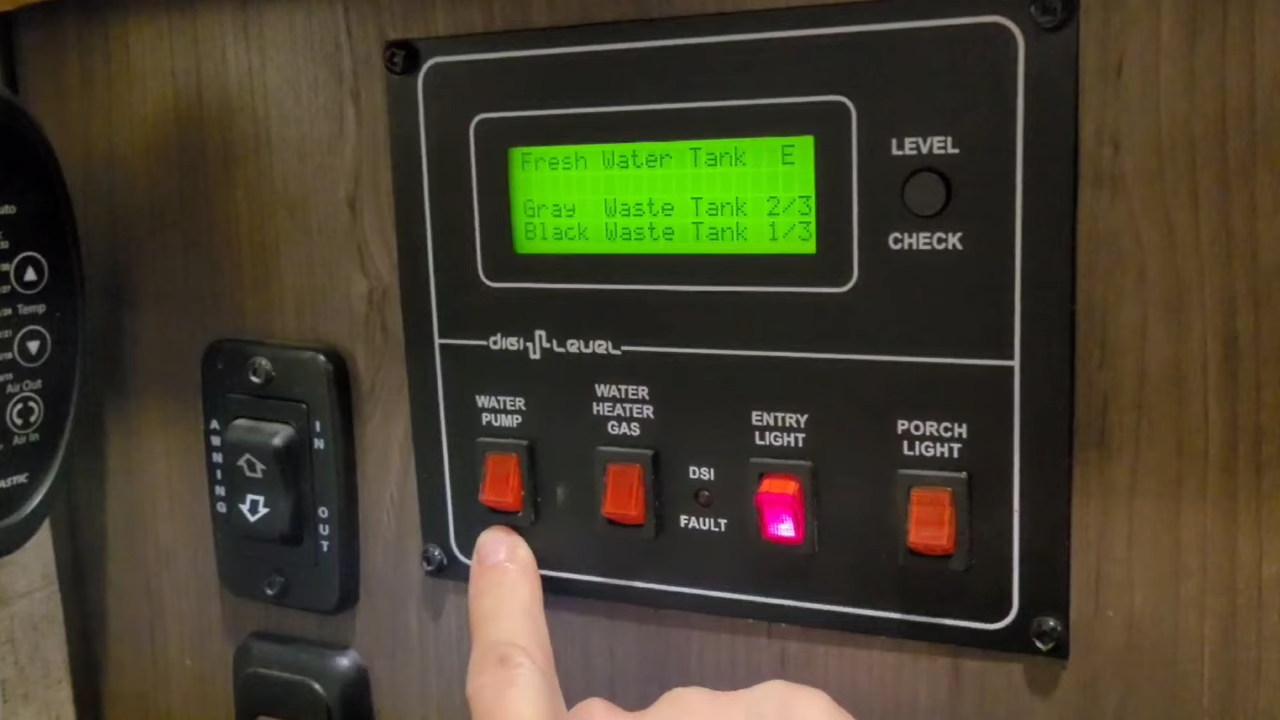 Fresh Water Tank E
Gray Waste Tank 2/3
Black Waste Tank 1/3
LEVEL
CHECK
DIGI LEVEL
WATER
PUMP
WATER
HEATER
GAS
DSI
FAULT
ENTRY
LIGHT
PORCH
LIGHT
AWNING
IN
OUT
Temp
Air Out
Air In